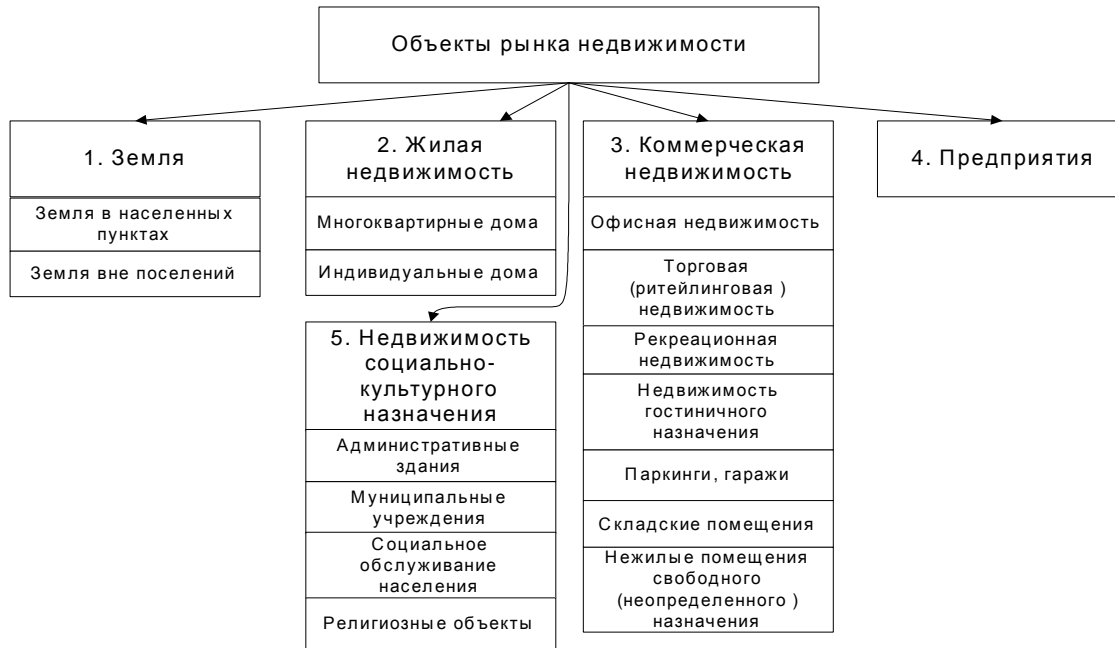 Объекты рынка недвижимости
1. Земля
Земля в населенных
пунктах
Земля вне поселений
2. Жилая
недвижимость
Многоквартирные дома
Индивидуальные дома
3. Коммерческая
недвижимость
Офисная недвижимость
Торговая
(ритейлинговая )
недвижимость
Рекреационная
недвижимость
Недвижимость
гостиничного
назначения
Паркинги, гаражи
Складские помещения
Нежилые помещения
свободного
(неопределенного )
назначения
4. Предприятия
5. Недвижимость
социально-
культурного
назначения
Административные
здания
Муниципальные
учреждения
Социальное
обслуживание
населения
Религиозные объекты